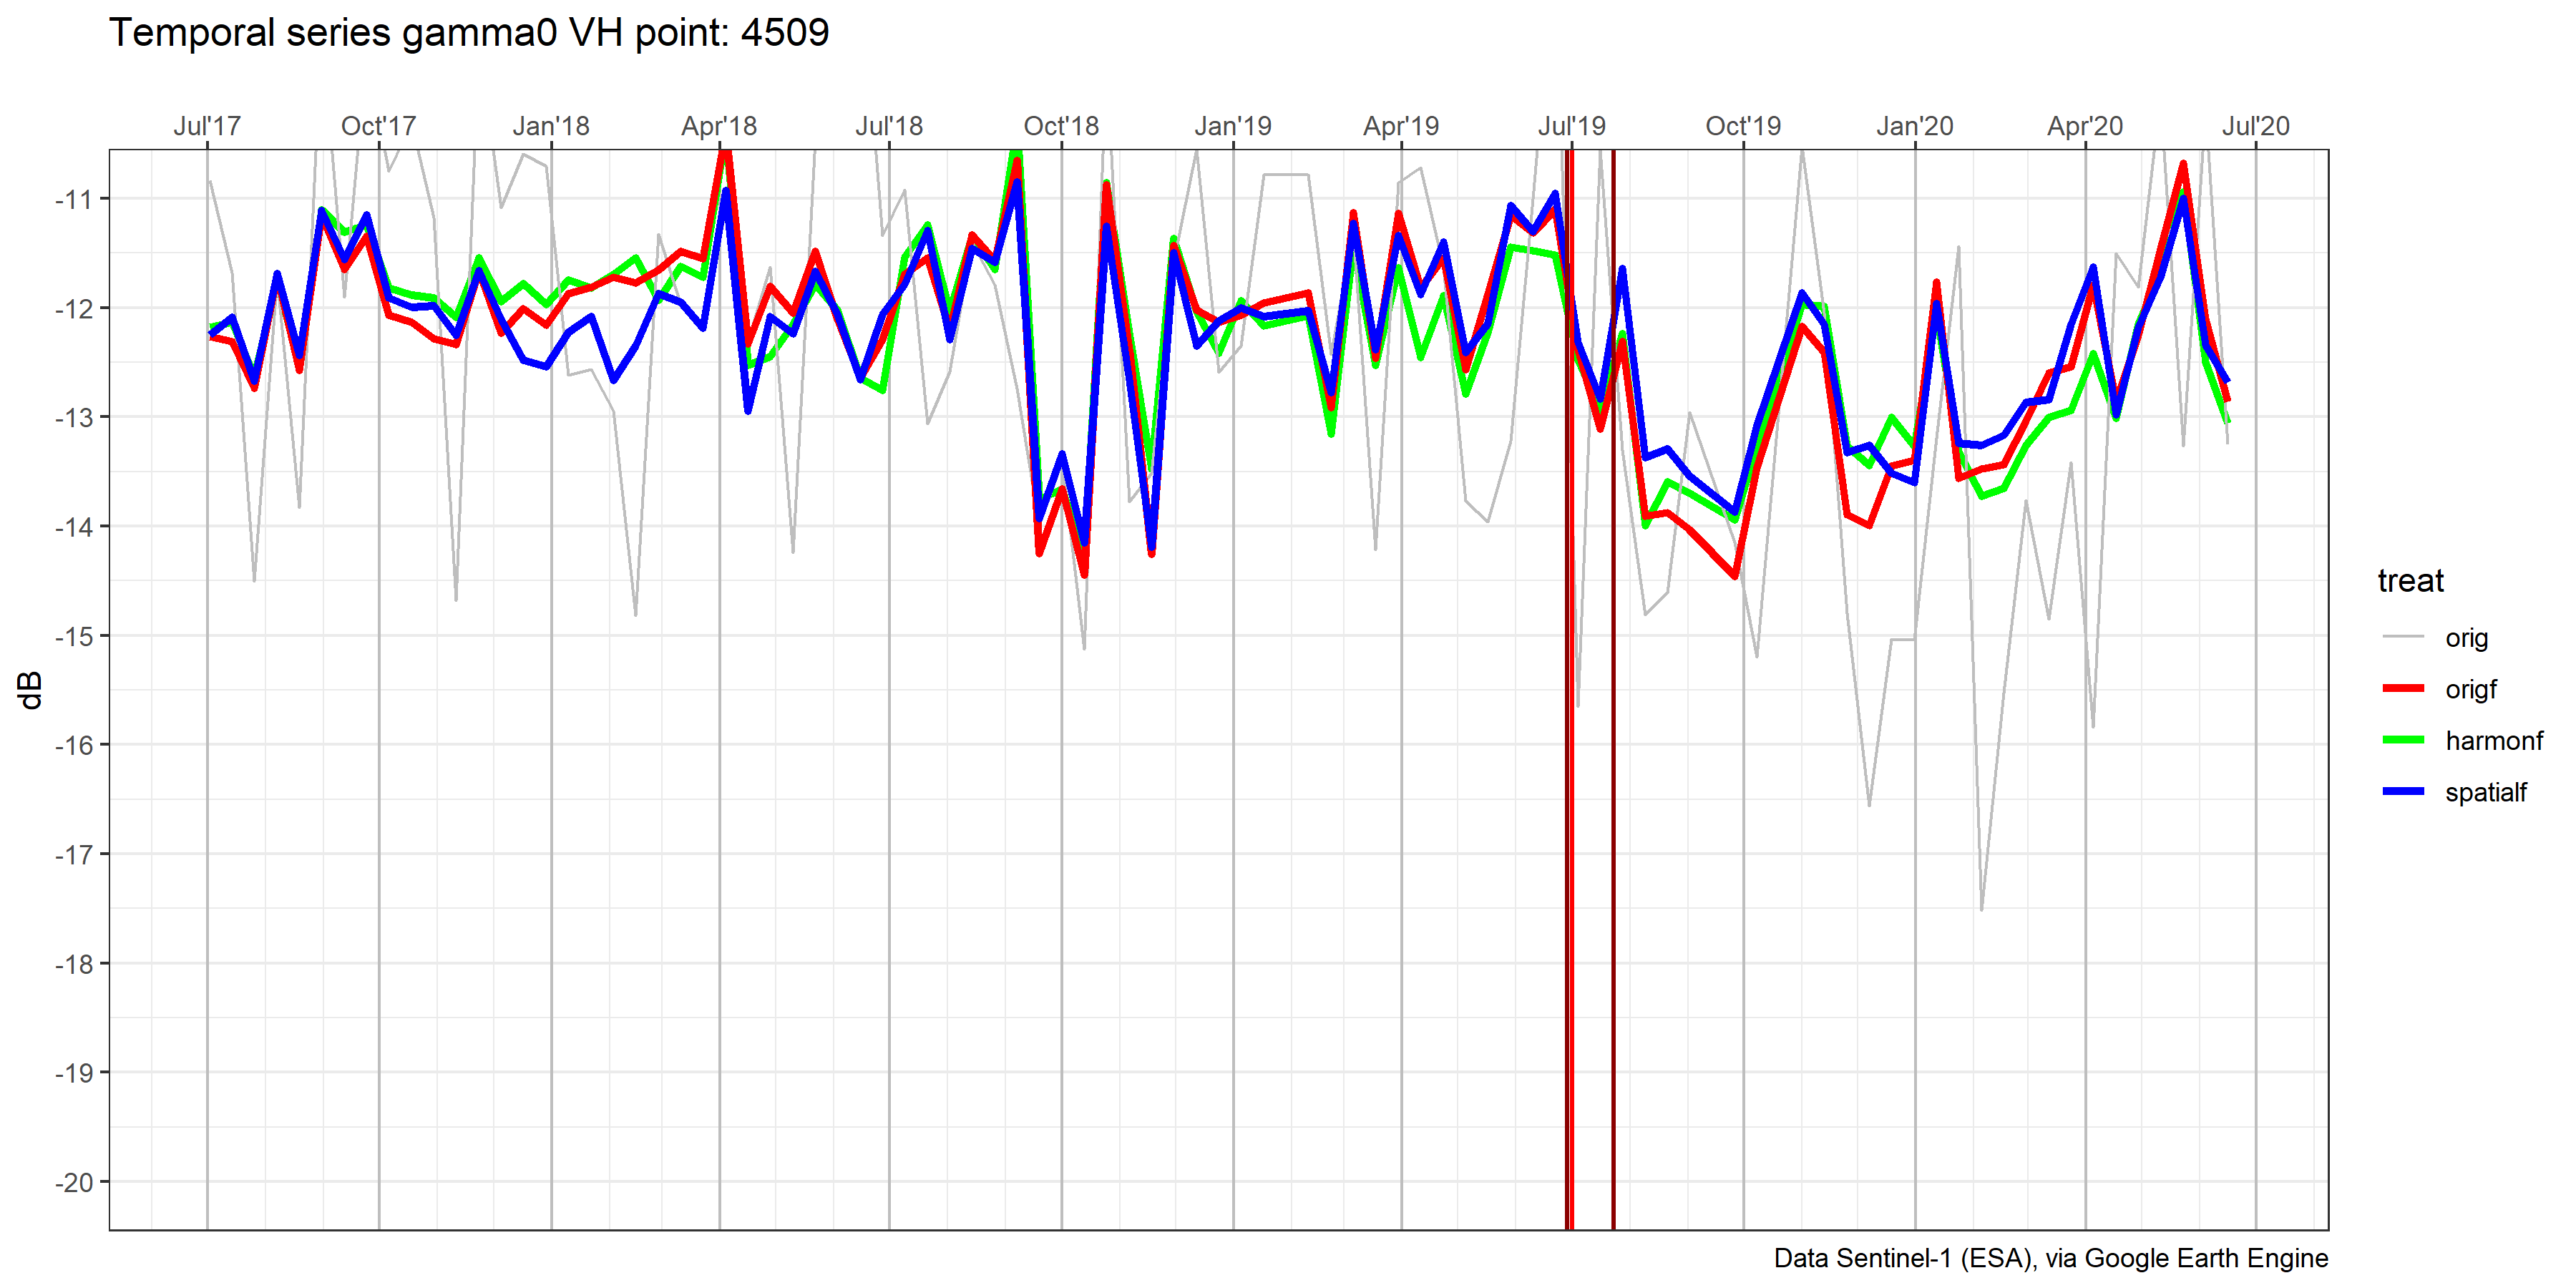 Temporal series gamma0 VH point: 4509
Jul'17 Oct'17 Jan'18 Apr'18 Jul'18 Oct'18 Jan'19 Apr'19 Jul'19 Oct'19 Jan'20 Apr'20 Jul'20
-11
-12
-13
-14
-15
-16
-17
-18
-19
-20
dB
treat
orig
origf
harmonf
spatialf
Data Sentinel-1 (ESA), via Google Earth Engine